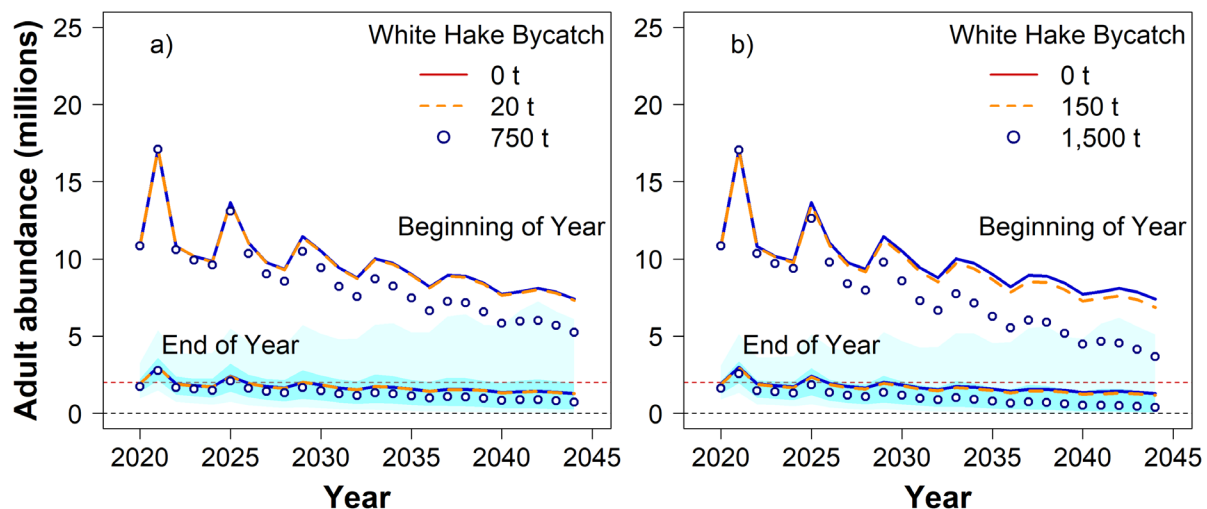 a)
White Hake Bycatch
0 t
20 t
750 t
Beginning of Year
End of Year
Adult abundance (millions)
25
20
15
10
5
0
2020 2025 2030 2035 2040 2045
Year
b)
White Hake Bycatch
0 t
150 t
1,500 t
Beginning of Year
End of Year
25
20
15
10
5
0
2020 2025 2030 2035 2040 2045
Year